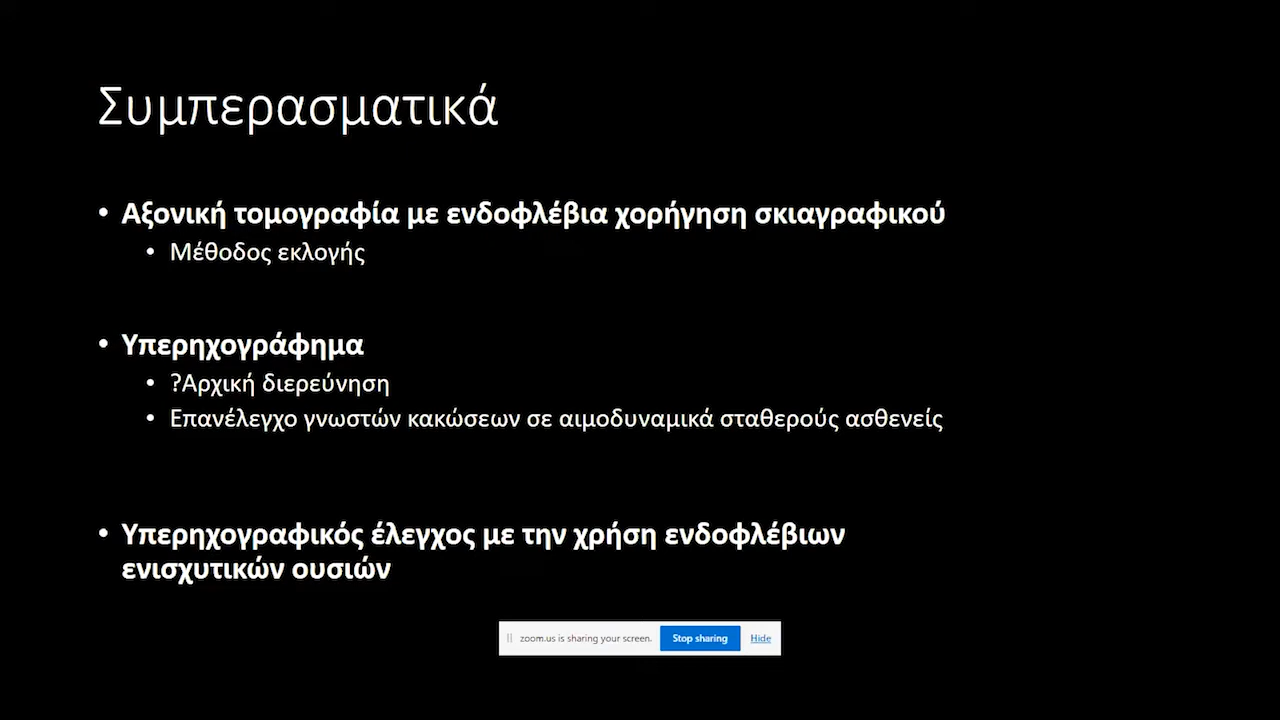 Συμπερασματικά
• Αξονική τομογραφία με ενδοφλέβια χορήγηση σκιαγραφικού
• Μέθοδος εκλογής
• Υπερηχογράφημα
• ?Αρχική διερεύνηση
• Επανέλεγχο γνωστών κακώσεων σε αιμοδυναμικά σταθερούς ασθενείς
• Υπερηχογραφικός έλεγχος με την χρήση ενδοφλέβιων
ενισχυτικών ουσιών
zoom.us is sharing your screen. Stop sharing Hide